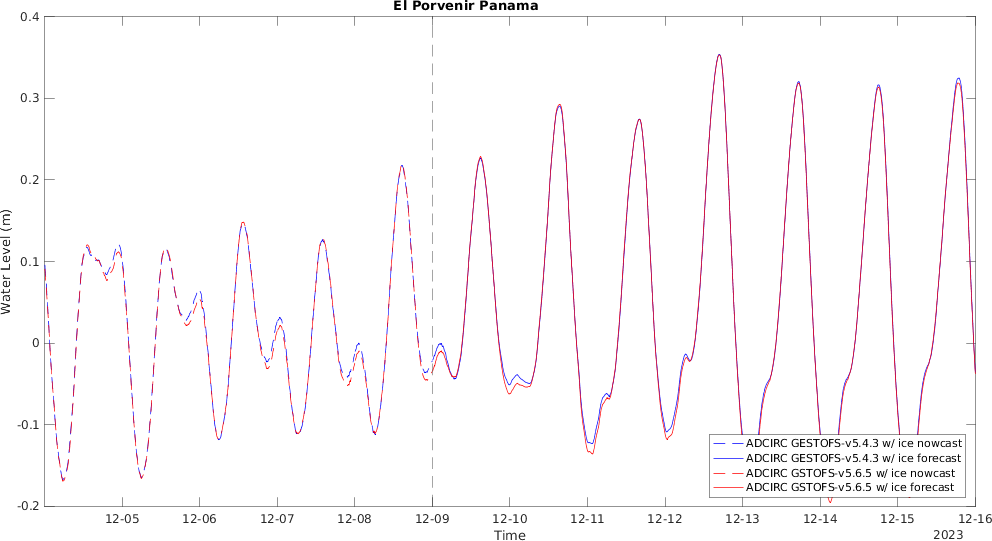 El Porvenir Panama
0.4
0.3
0.2
0.1
0
-0.1
-0.2
Water Level (m)
12-05 12-06 12-07 12-08 12-09 12-10 12-11 12-12 12-13 12-14 12-15 12-16
Time
2023
ADCIRC GESTOFS-v5.4.3 w/ ice nowcast
ADCIRC GESTOFS-v5.4.3 w/ ice forecast
ADCIRC GSTOFS-v5.6.5 w/ ice nowcast
ADCIRC GSTOFS-v5.6.5 w/ ice forecast